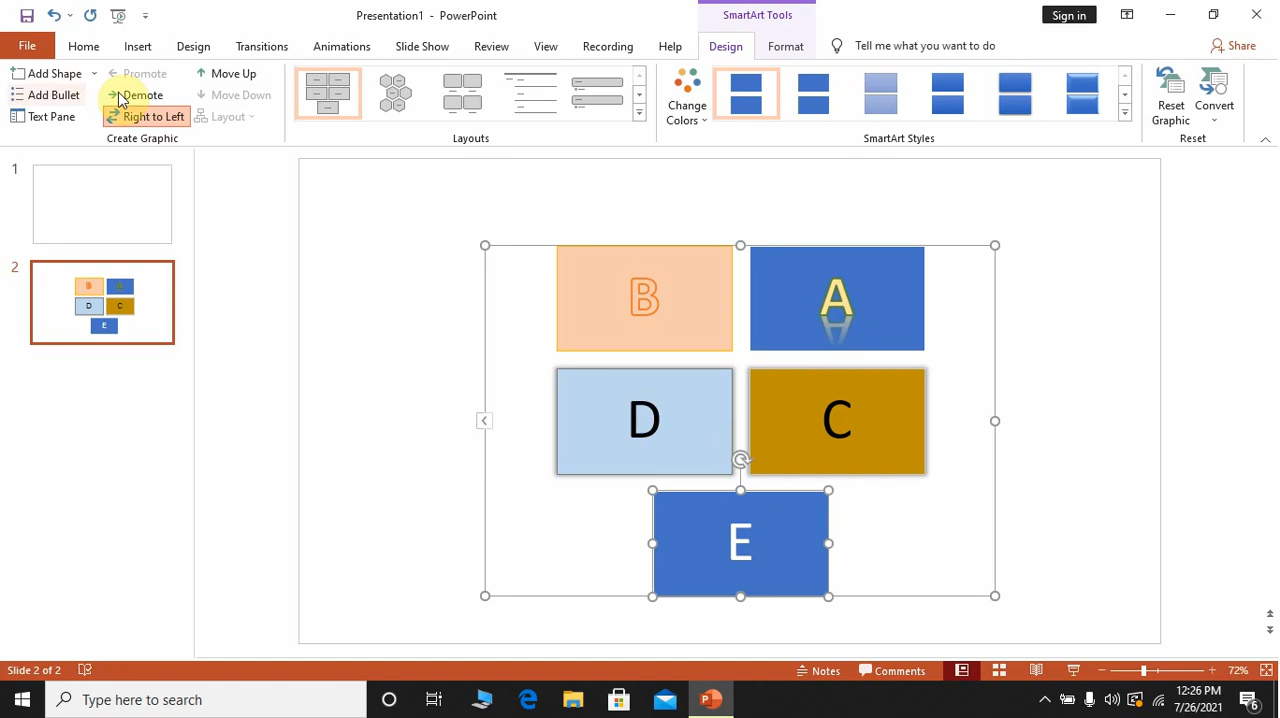 Presentation1 - PowerPoint
SmartArt Tools
Sign in
File
Home
Insert
Design
Transitions
Animations
Slide Show
Review
View
Recording
Help
Design
Format
Tell me what you want to do
Share
Add Shape
Promote
Move Up
Add Bullet
Demote
Move Down
Text Pane
Right to Left
Layout
Create Graphic
Layouts
Change
Colors
SmartArt Styles
Reset
Graphic
Convert
Reset
1
2
B
A
D
C
E
B
A
D
C
E
Slide 2 of 2
Notes
Comments
72%
Type here to search
12:26 PM
7/26/2021
6